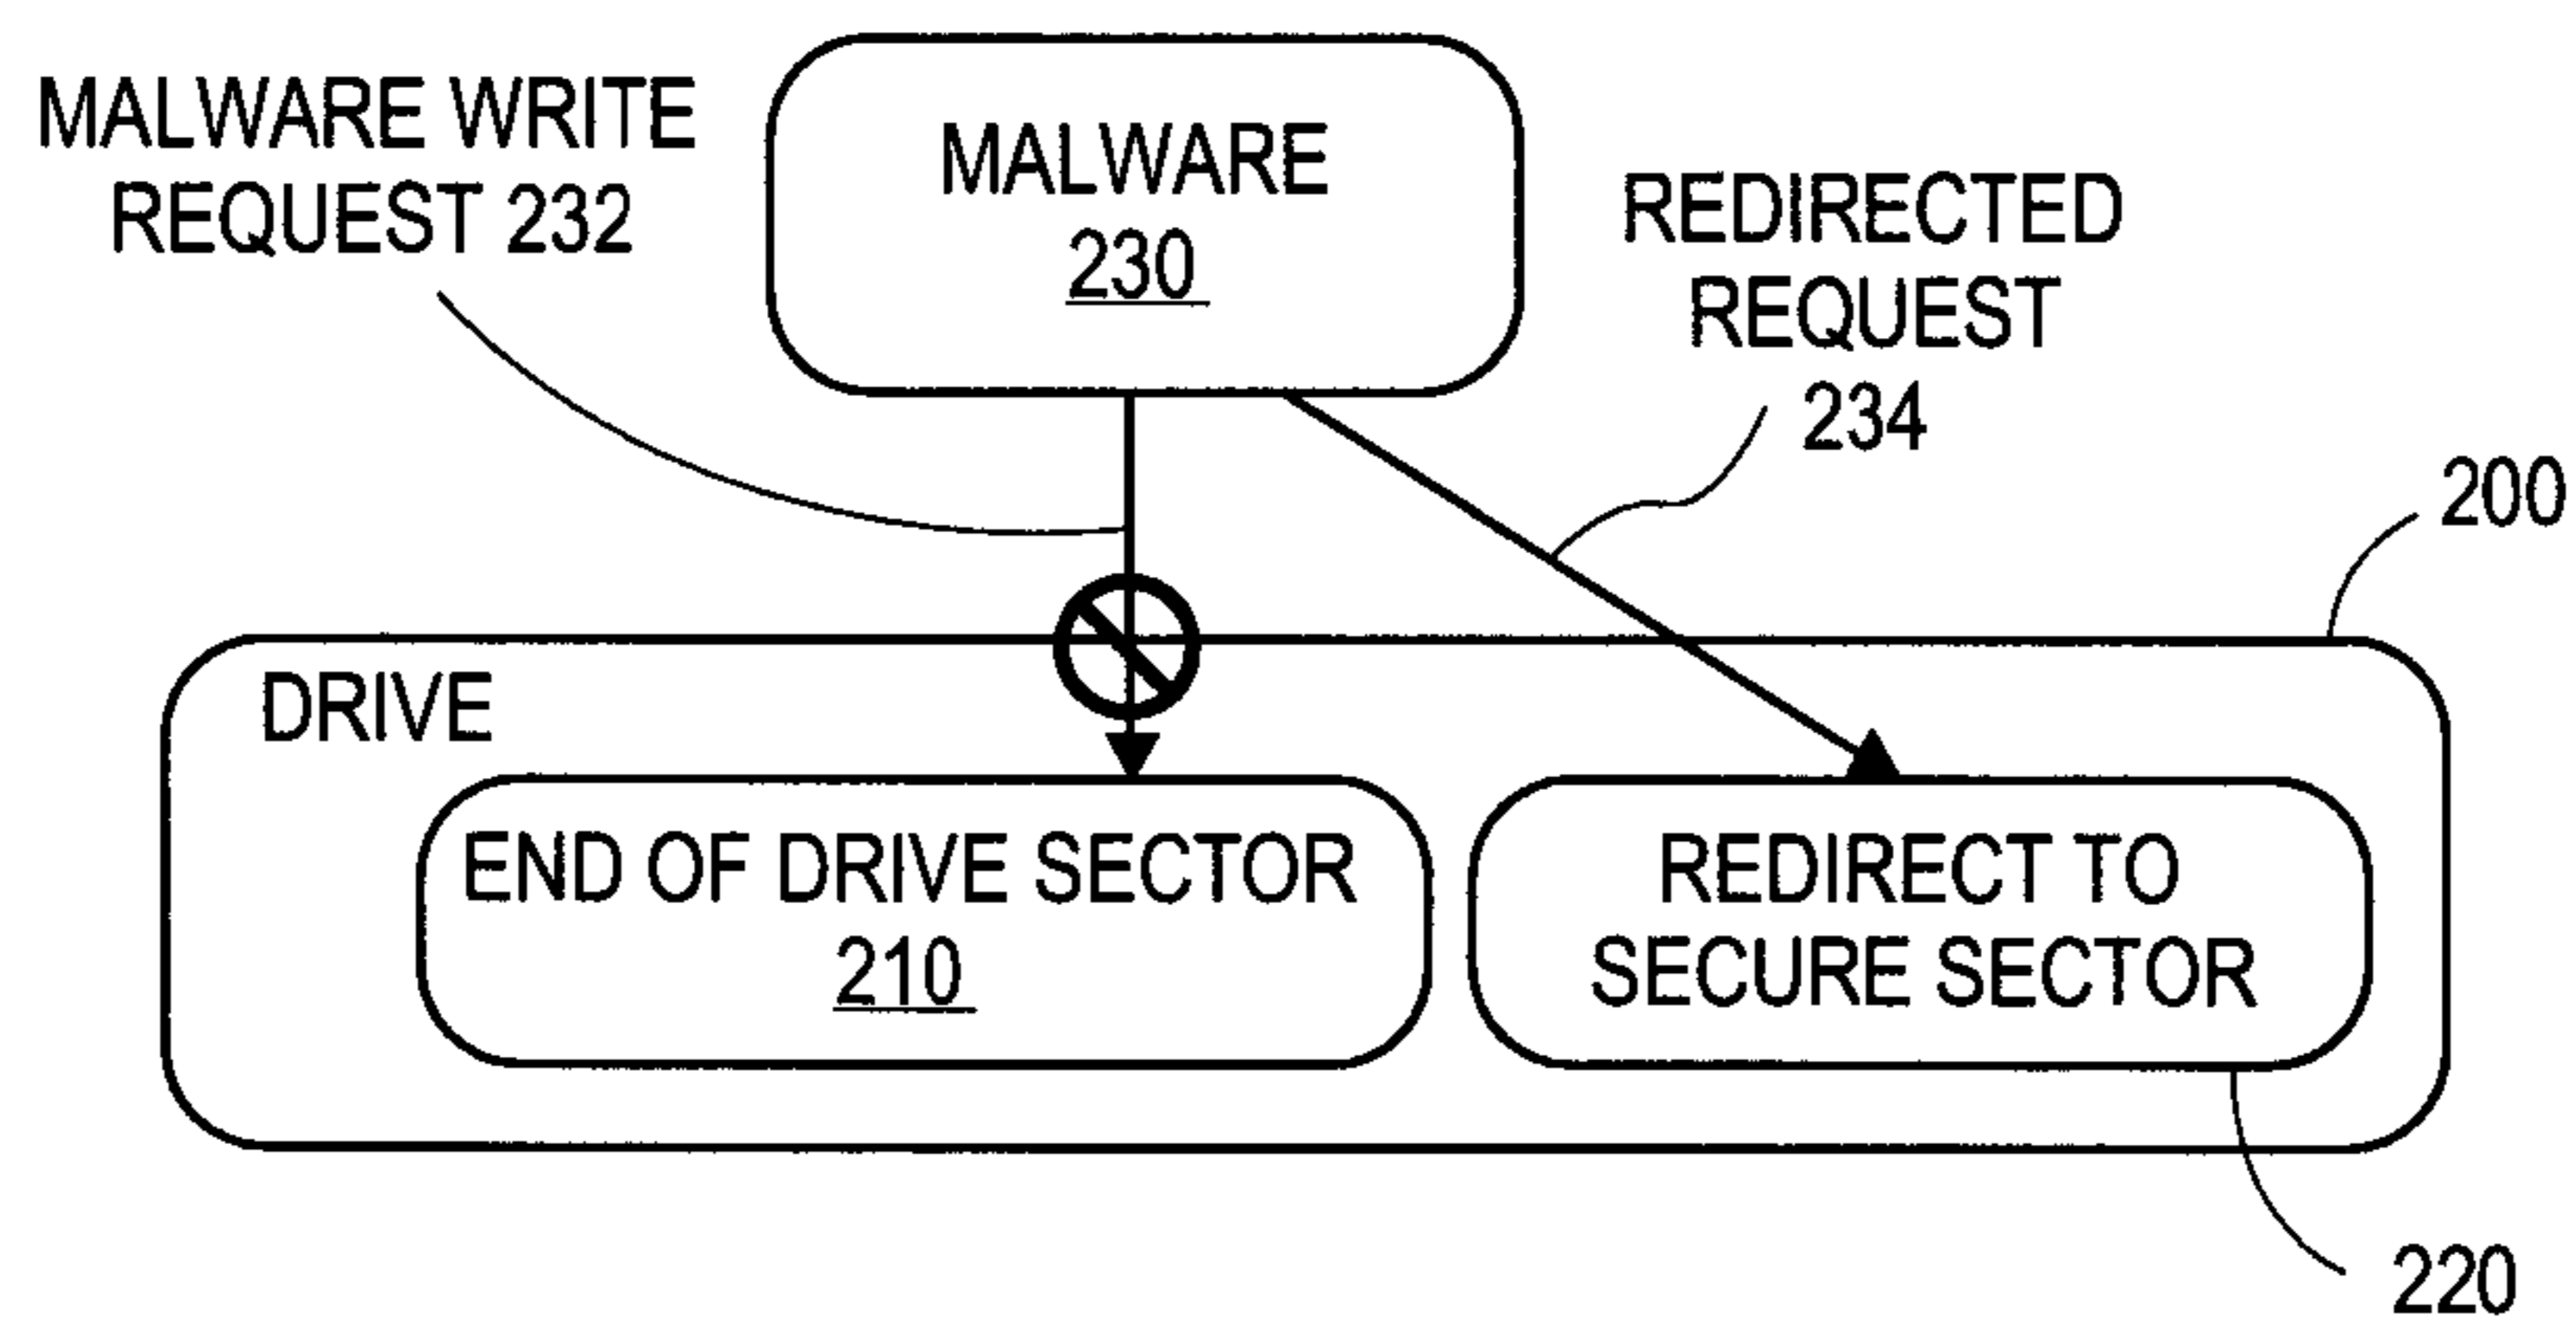 MALWARE WRITE
REQUEST 232
MALWARE
230
REDIRECTED
REQUEST
234
200
DRIVE
END OF DRIVE SECTOR
210
REDIRECT TO
SECURE SECTOR
220